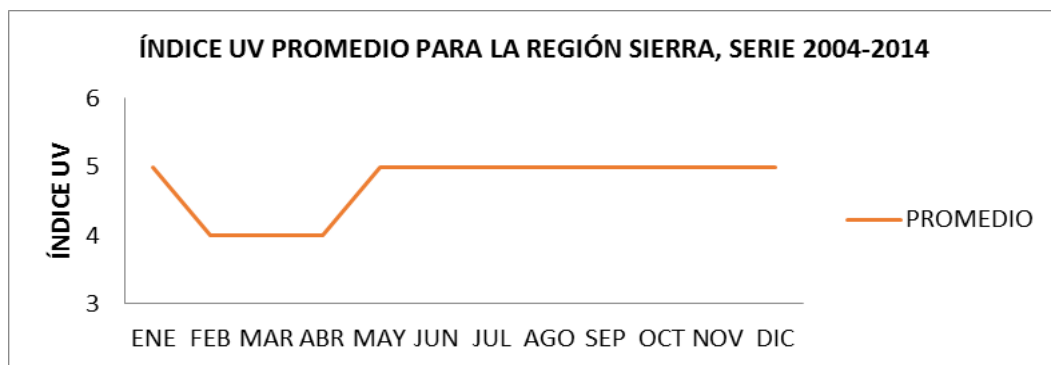 ÍNDICE UV PROMEDIO PARA LA REGIÓN SIERRA, SERIE 2004-2014
6
5
4
3
ÍNDICE UV
PROMEDIO
ENE FEB MAR ABR MAY JUN JUL AGO SEP OCT NOV DIC